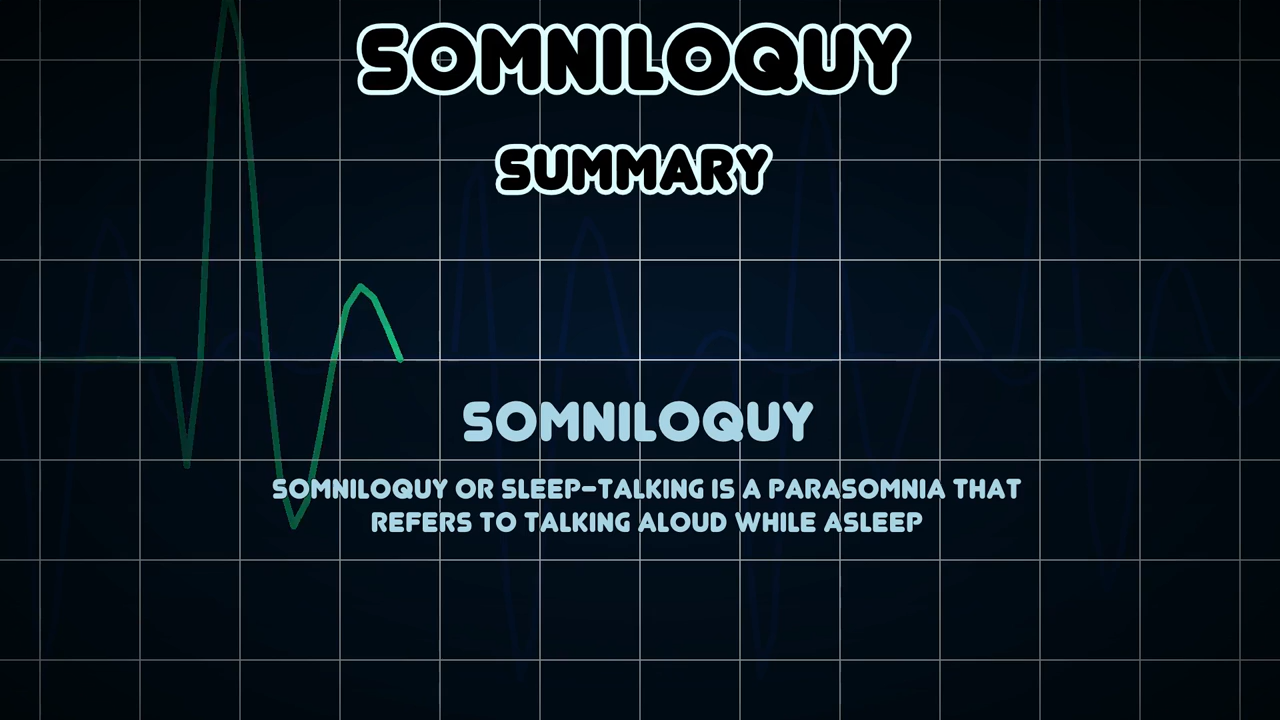 SOMNILOQUY
SUMMARY
SOMNILOQUY
SOMNILOQUY OR SLEEP-TALKING IS A PARASOMNIA THAT
REFERS TO TALKING ALOUD WHILE ASLEEP